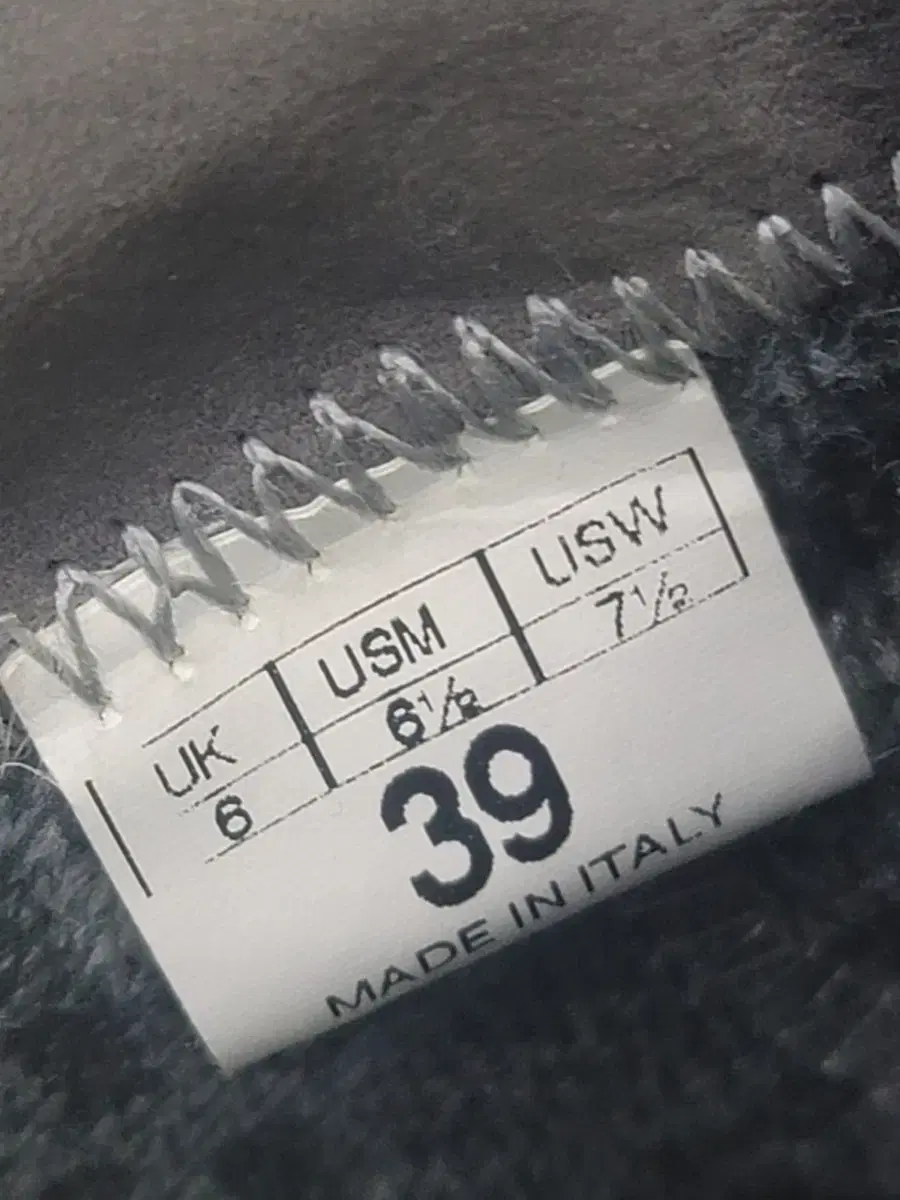 UK USM USW
6 6½ 7½
39
MADE IN ITALY